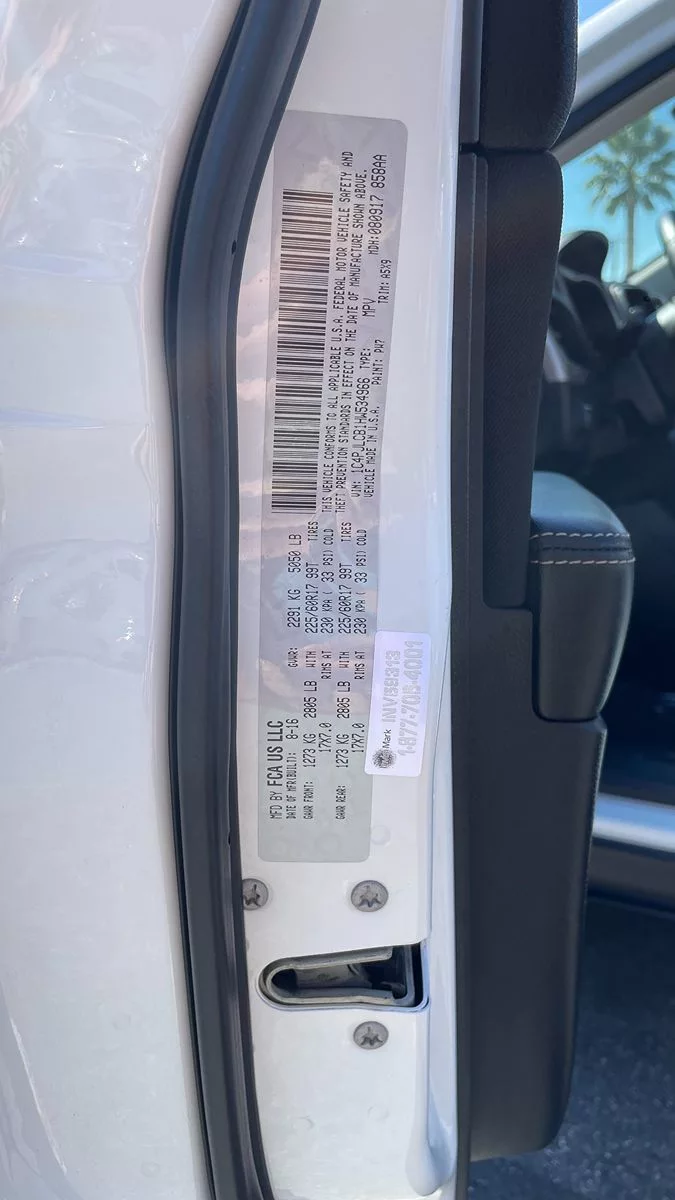 MFD BY FCA US LLC
DATE OF MFR(BUILT): 8-16 GVWR: 2291 KG 5050 LB
GAWR FRONT: 1273 KG 2805 LB WITH 225/60R17 99T TIRES
17X7.0 RIMS AT 230 KPA ( 33 PSI) COLD
GAWR REAR: 1273 KG 2805 LB WITH 225/60R17 99T TIRES
17X7.0 RIMS AT 230 KPA ( 33 PSI) COLD
THIS VEHICLE CONFORMS TO ALL APPLICABLE U.S.A. FEDERAL MOTOR VEHICLE SAFETY AND
THEFT PREVENTION STANDARDS IN EFFECT ON THE DATE OF MANUFACTURE SHOWN ABOVE.
VIN: 1C4PJLCB1HW534966 TYPE: MPV MDH:080917 858AA
VEHICLE MADE IN U.S.A. PAINT: PW7 TRIM: A5X9
Mark
1-877-705-4001